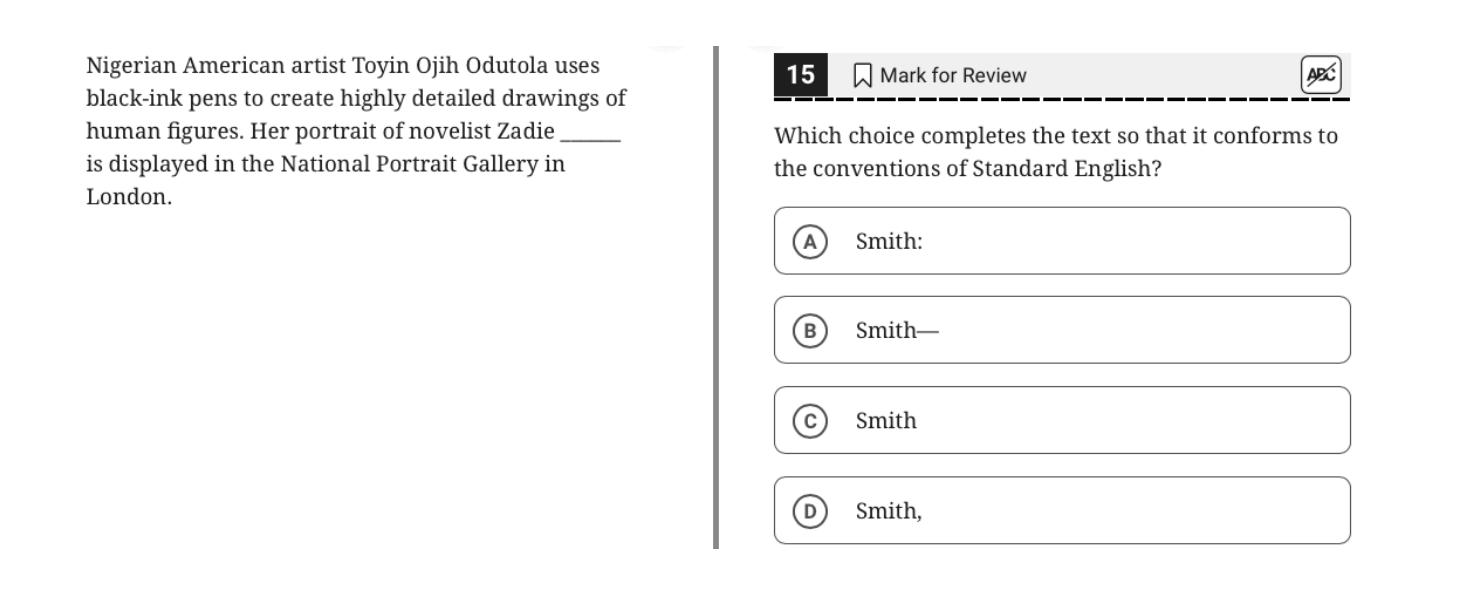 Nigerian American artist Toyin Ojih Odutola uses
black-ink pens to create highly detailed drawings of
human figures. Her portrait of novelist Zadie ______
is displayed in the National Portrait Gallery in
London.
15 Mark for Review ABC
Which choice completes the text so that it conforms to
the conventions of Standard English?
A Smith:
B Smith—
C Smith
D Smith,